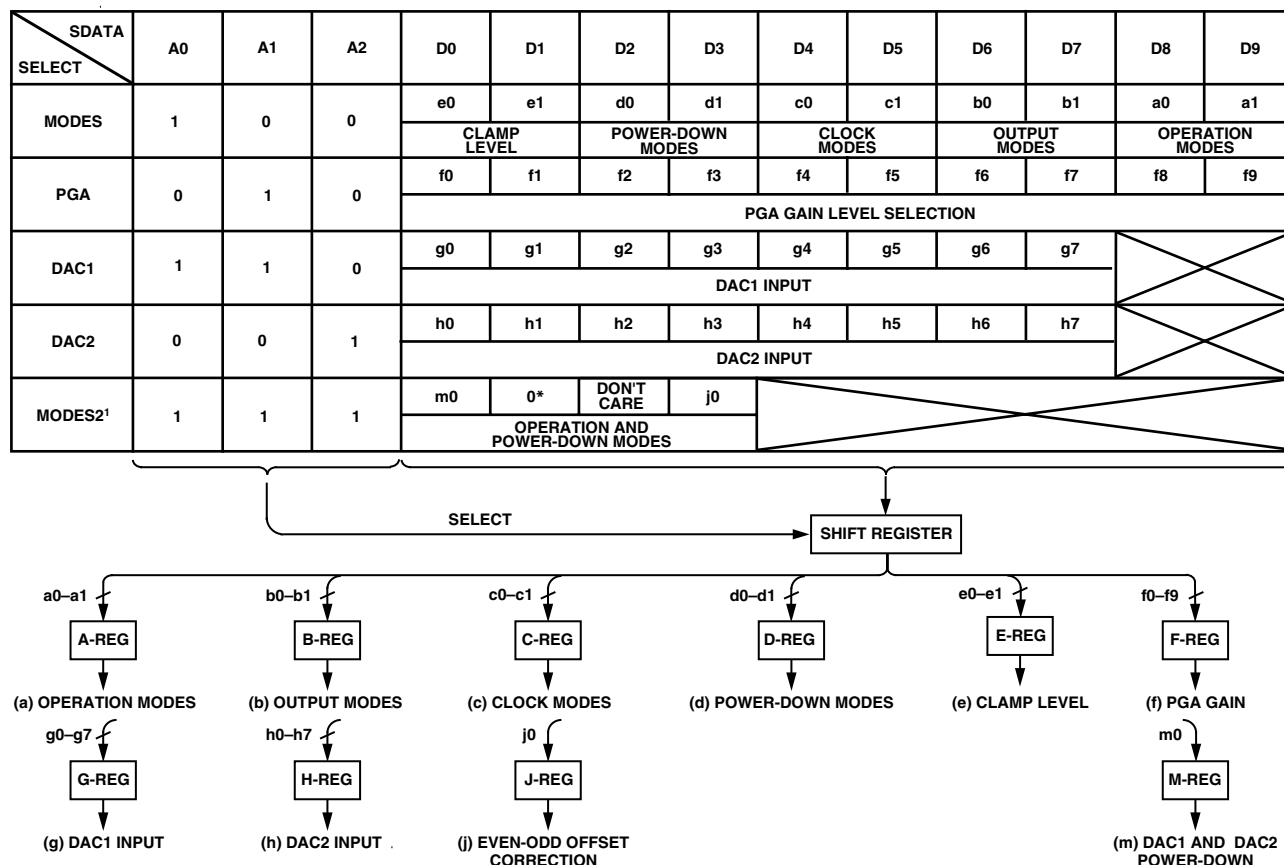 SDATA
SELECT
A0 A1 A2 D0 D1 D2 D3 D4 D5 D6 D7 D8 D9
MODES 1 0 0 e0 e1 d0 d1 c0 c1 b0 b1 a0 a1
CLAMP LEVEL POWER-DOWN MODES CLOCK MODES OUTPUT MODES OPERATION MODES
PGA 0 1 0 f0 f1 f2 f3 f4 f5 f6 f7 f8 f9
PGA GAIN LEVEL SELECTION
DAC1 1 1 0 g0 g1 g2 g3 g4 g5 g6 g7
DAC1 INPUT
DAC2 0 0 1 h0 h1 h2 h3 h4 h5 h6 h7
DAC2 INPUT
MODES2¹ 1 1 1 m0 0* DON'T CARE j0
OPERATION AND
POWER-DOWN MODES
SELECT
SHIFT REGISTER
a0–a1 b0–b1 c0–c1 d0–d1 e0–e1 f0–f9
A-REG B-REG C-REG D-REG E-REG F-REG
(a) OPERATION MODES (b) OUTPUT MODES (c) CLOCK MODES (d) POWER-DOWN MODES (e) CLAMP LEVEL (f) PGA GAIN
g0–g7 h0–h7 j0 m0
G-REG H-REG J-REG M-REG
(g) DAC1 INPUT (h) DAC2 INPUT (j) EVEN-ODD OFFSET CORRECTION (m) DAC1 AND DAC2 POWER-DOWN